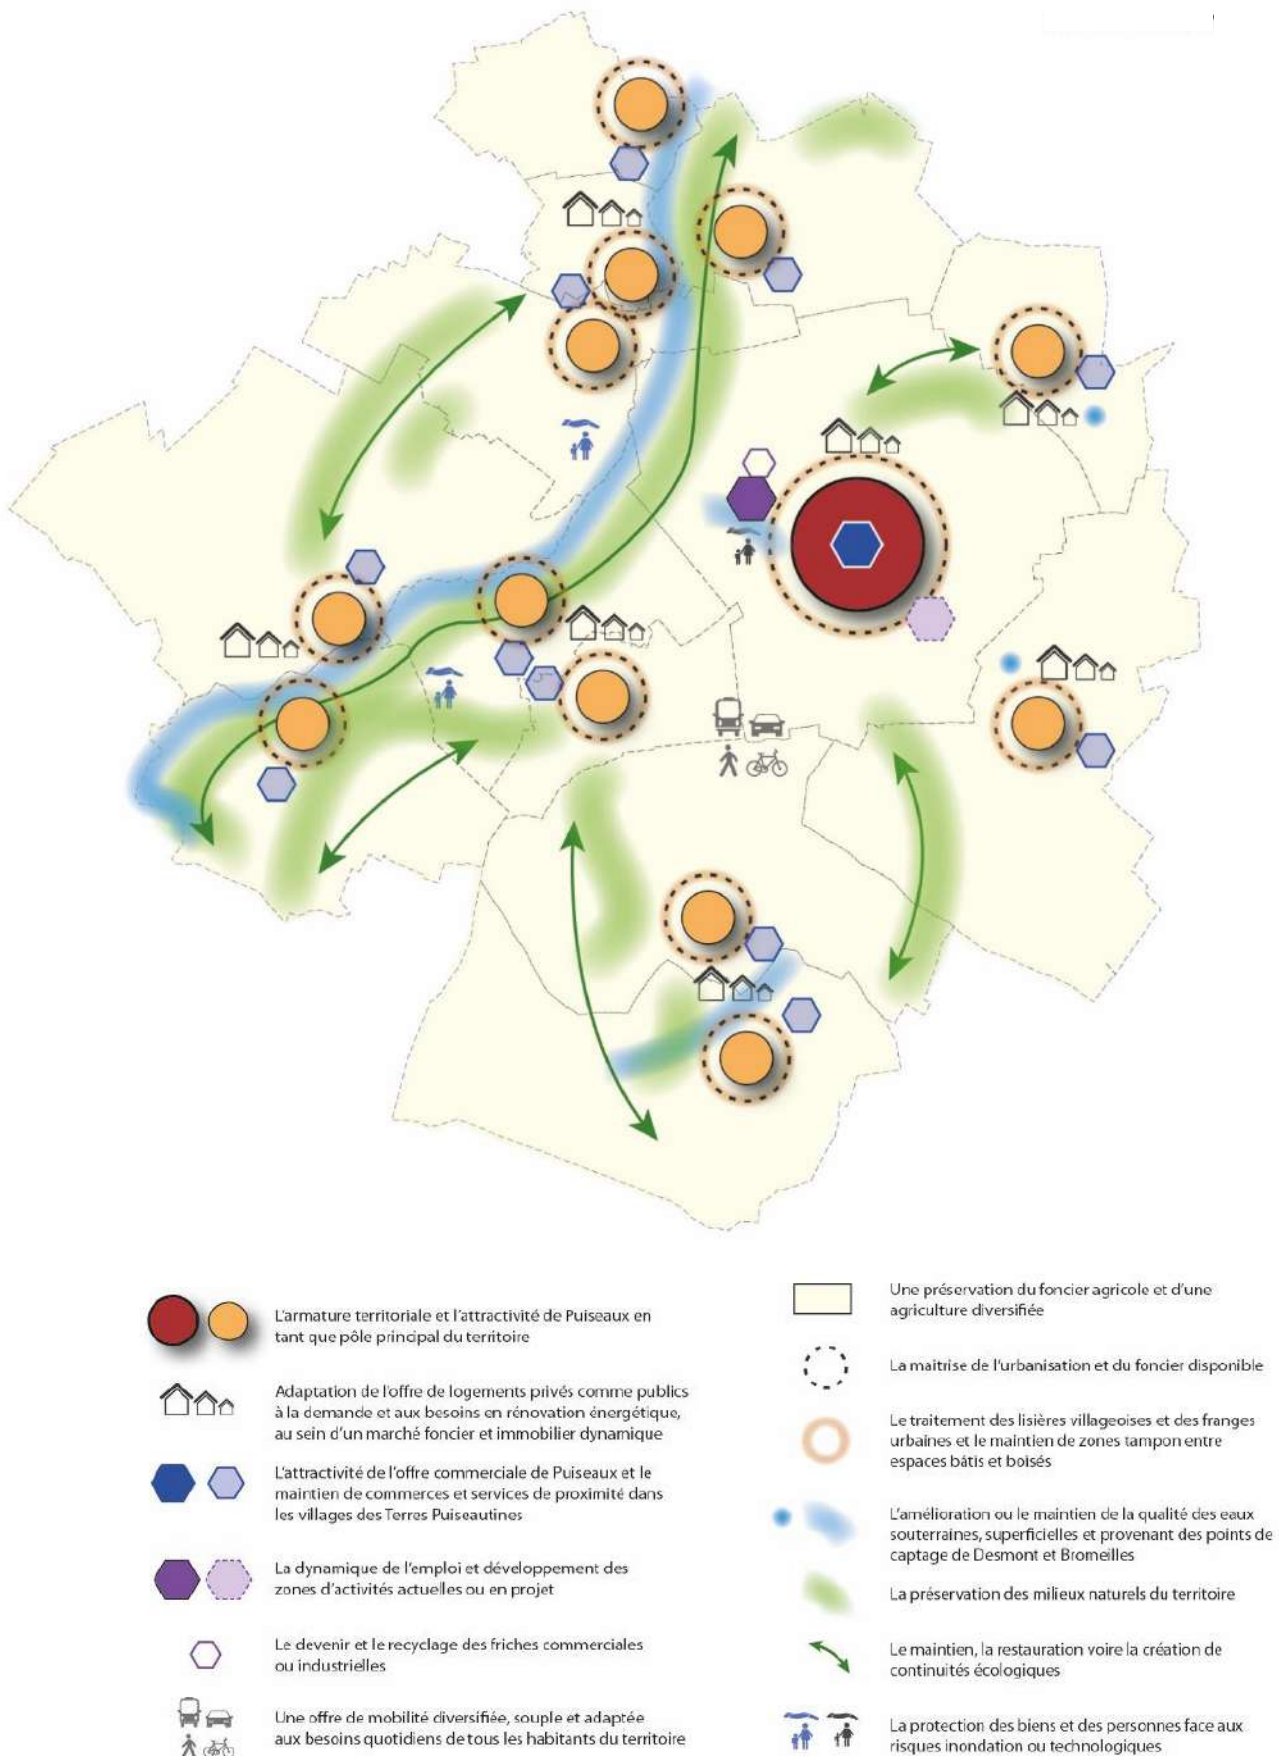 L'armature territoriale et l'attractivité de Puiseaux en
tant que pôle principal du territoire
Adaptation de l'offre de logements privés comme publics
à la demande et aux besoins en rénovation énergétique,
au sein d'un marché foncier et immobilier dynamique
L'attractivité de l'offre commerciale de Puiseaux et le
maintien de commerces et services de proximité dans
les villages des Terres Puiseautines
La dynamique de l'emploi et développement des
zones d'activités actuelles ou en projet
Le devenir et le recyclage des friches commerciales
ou industrielles
Une offre de mobilité diversifiée, souple et adaptée
aux besoins quotidiens de tous les habitants du territoire
Une préservation du foncier agricole et d'une
agriculture diversifiée
La maitrise de l'urbanisation et du foncier disponible
Le traitement des lisières villageoises et des franges
urbaines et le maintien de zones tampon entre
espaces bâtis et boisés
L'amélioration ou le maintien de la qualité des eaux
souterraines, superficielles et provenant des points de
captage de Desmont et Bromeilles
La préservation des milieux naturels du territoire
Le maintien, la restauration voire la création de
continuités écologiques
La protection des biens et des personnes face aux
risques inondation ou technologiques